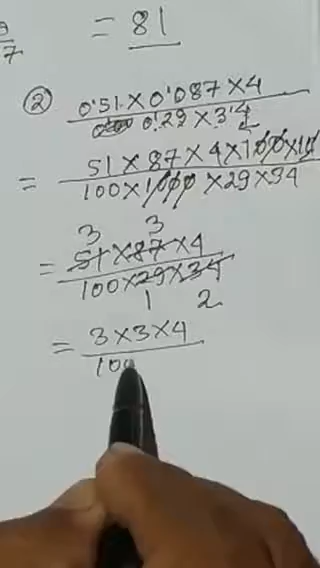 = 81
7
② 0.51 × 0.087 × 4
0.29 × 3.4
51 × 87 × 4 × 100 × 10
= 100 × 1000 × 29 × 34
3 3
= 51 × 87 × 4
100 × 29 × 34
1 2
= 3 × 3 × 4
100